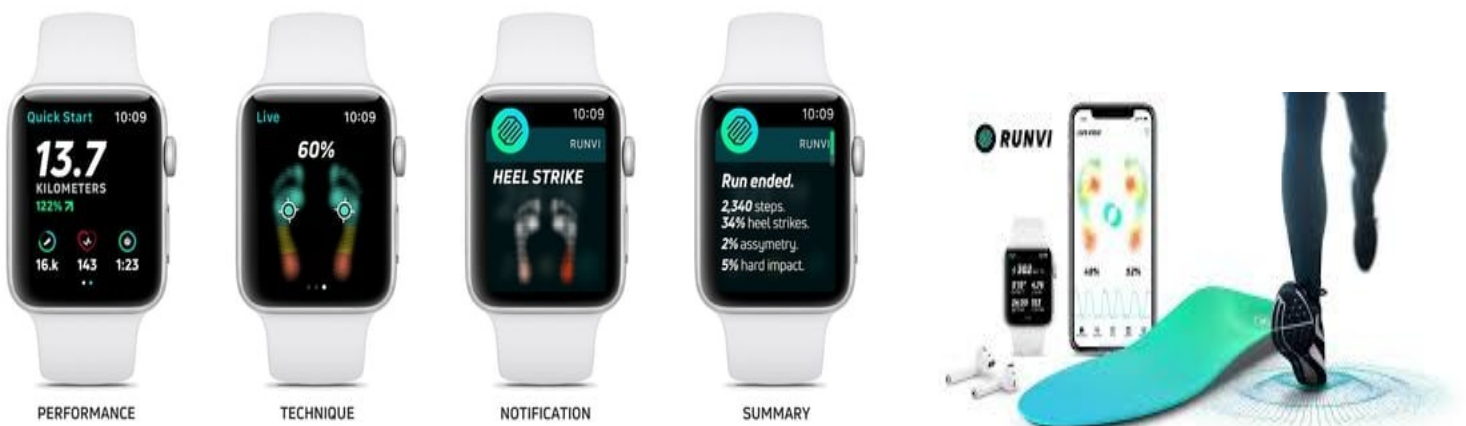 Quick Start 10:09
13.7
KILOMETERS
122%
16.k 143 1:23
PERFORMANCE
Live 10:09
60%
TECHNIQUE
10:09
RUNVI
HEEL STRIKE
NOTIFICATION
10:09
RUNVI
Run ended.
2,340 steps.
34% heel strikes.
2% assymetry.
5% hard impact.
SUMMARY
RUNVI